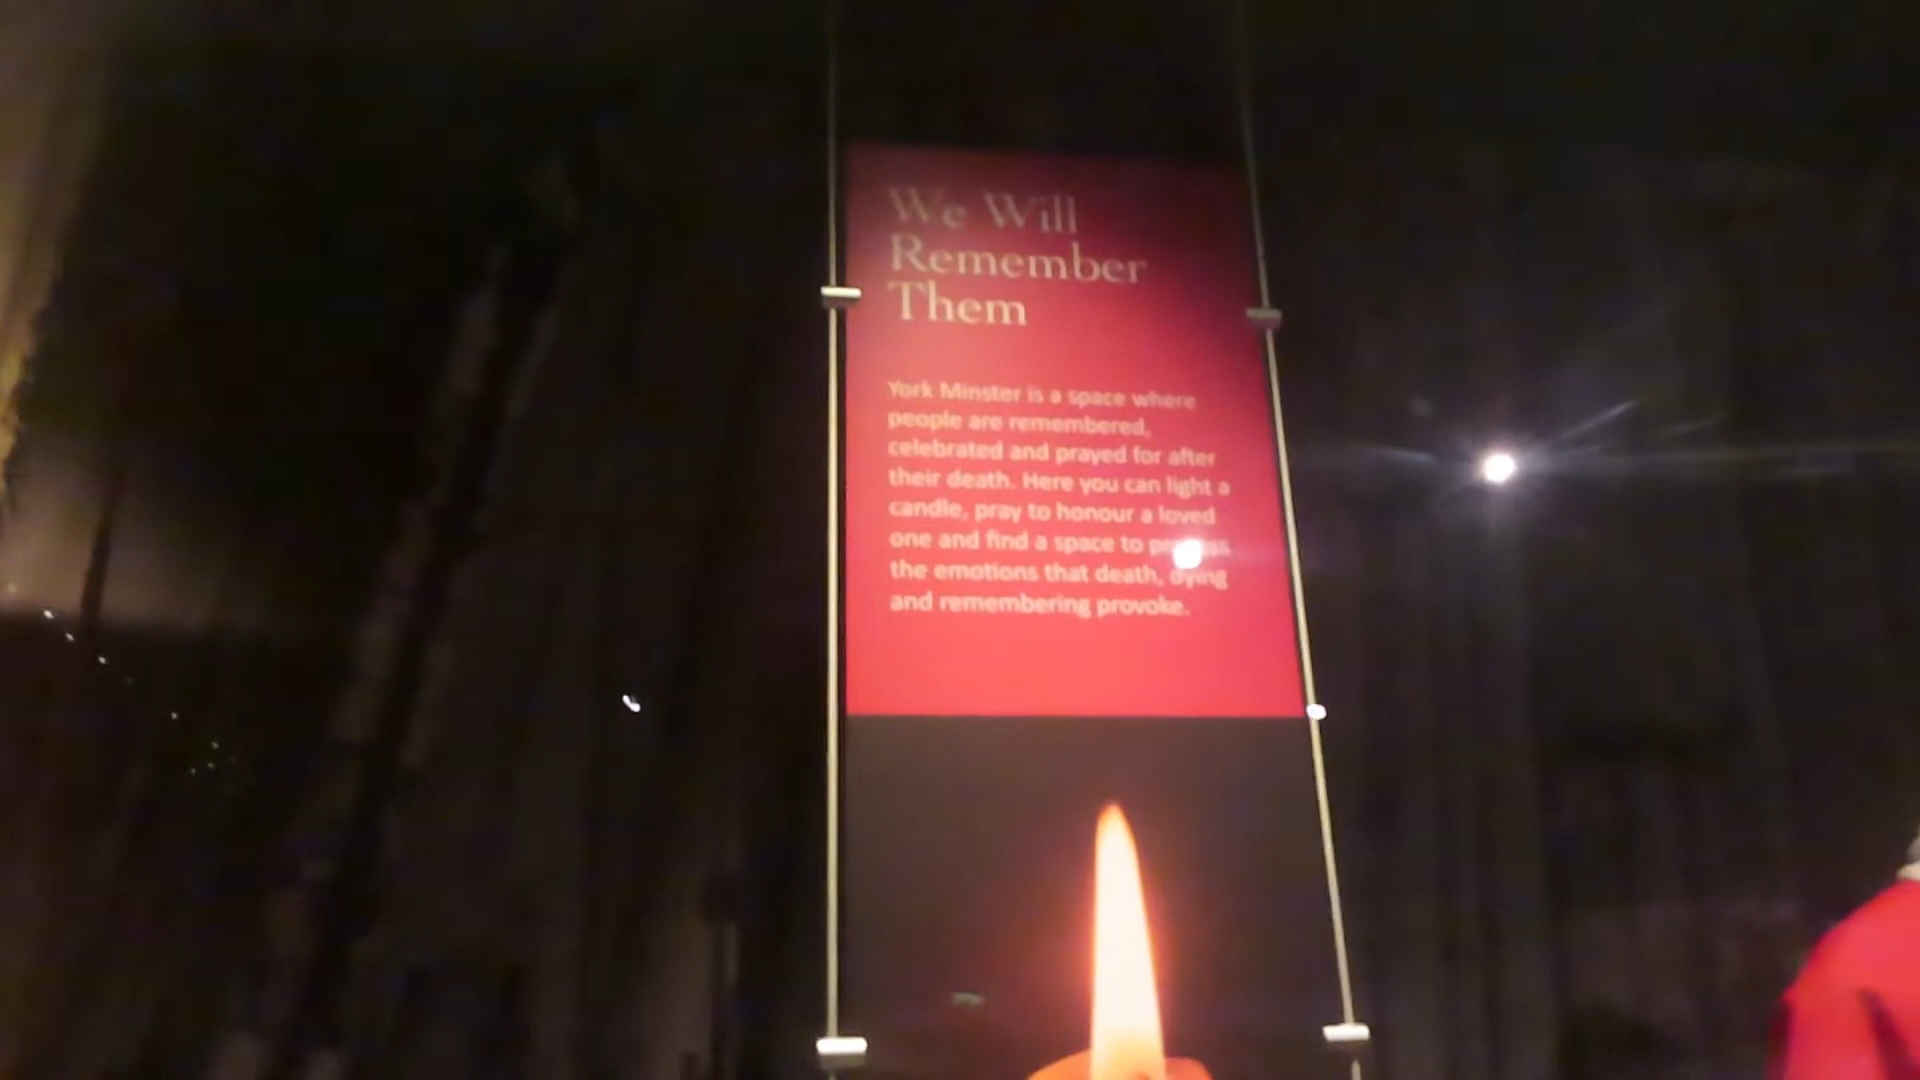 We Will
Remember
Them
York Minster is a space where
people are remembered,
celebrated and prayed for after
their death. Here you can light a
candle, pray to honour a loved
one and find a space to process
the emotions that death, dying
and remembering provoke.